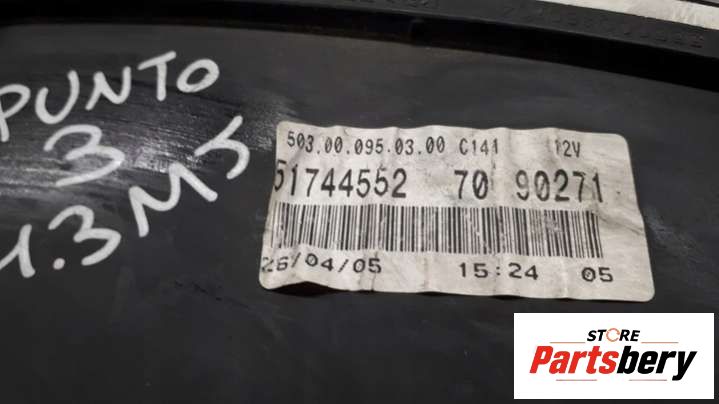 PUNTO
3
1.3MJ
503.00.095.03.00 C141 12V
51744552 70 90271
26/04/05 15:24 05
STORE
Partsbery